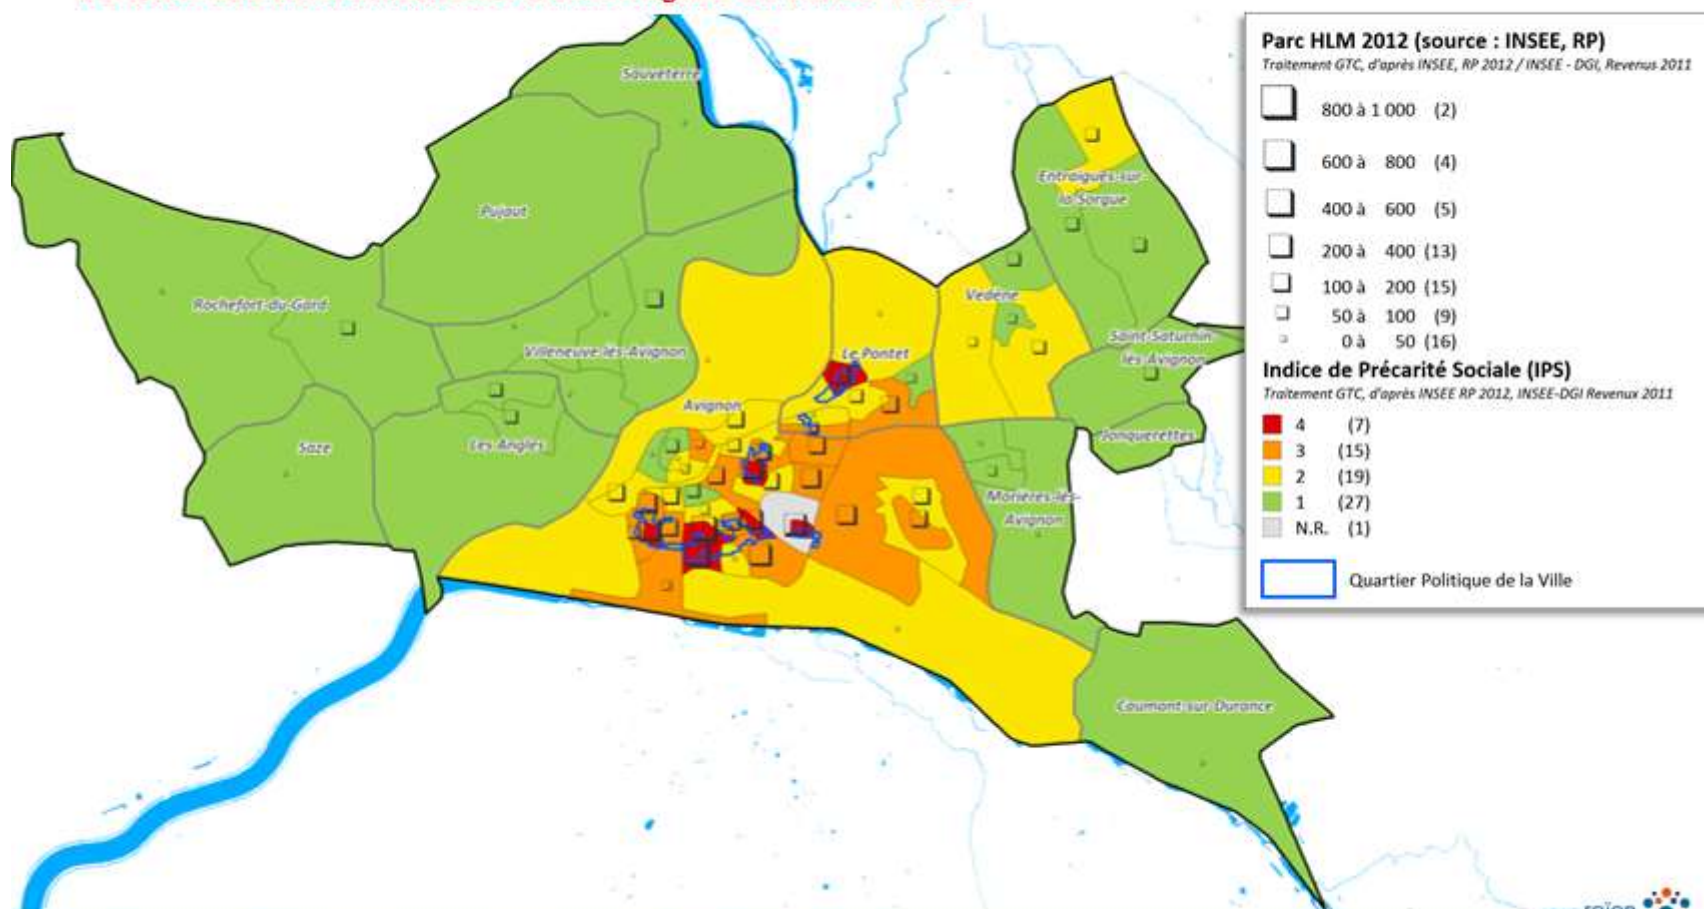 Parc HLM 2012 (source : INSEE, RP)
Traitement GTC, d'après INSEE, RP 2012 / INSEE - DGI, Revenus 2011
800 à 1 000 (2)
600 à 800 (4)
400 à 600 (5)
200 à 400 (13)
100 à 200 (15)
50 à 100 (9)
0 à 50 (16)
Indice de Précarité Sociale (IPS)
Traitement GTC, d'après INSEE RP 2012, INSEE-DGI Revenux 2011
4 (7)
3 (15)
2 (19)
1 (27)
N.R. (1)
Quartier Politique de la Ville
Sauveterre
Pujaut
Entraigues-sur-
la-Sorgue
Rochefort-du-Gard
Vedène
Villeneuve-lès-Avignon
Le Pontet
Saint-Saturnin-
lès-Avignon
Avignon
Saze
Les Angles
Jonquerettes
Morières-lès-
Avignon
Caumont-sur-Durance